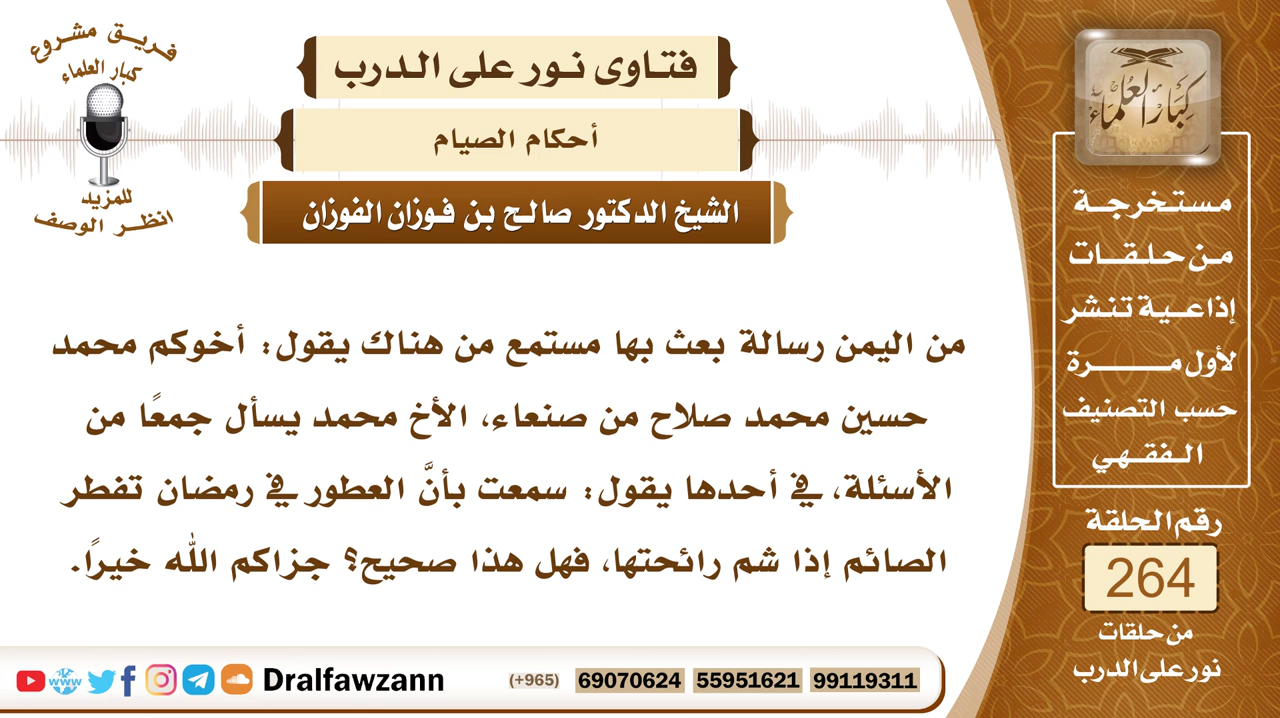 فريق مشروع
كبار العلماء
للمزيد
انظر الوصف
فتاوى نور على الدرب
أحكام الصيام
الشيخ الدكتور صالح بن فوزان الفوزان
من اليمن رسالة بعث بها مستمع من هناك يقول: أخوكم محمد
حسين محمد صلاح من صنعاء، الأخ محمد يسأل جمعًا من
الأسئلة، في أحدها يقول: سمعت بأنَّ العطور في رمضان تفطر
الصائم إذا شم رائحتها، فهل هذا صحيح؟ جزاكم الله خيرًا.
كبار العلماء
مستخرجة
من حلقات
إذاعية تنشر
لأول مرة
حسب التصنيف
الفقهي
رقم الحلقة
264
من حلقات
نور على الدرب
www Dralfawzann (+965) 69070624 55951621 99119311